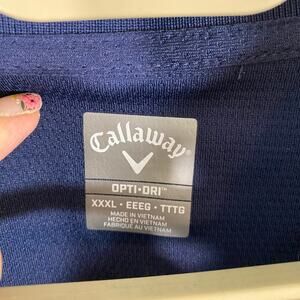 Callaway
OPTI•DRI™
XXXL - EEEG - TTTG
MADE IN VIETNAM
HECHO EN VIETNAM
FABRIQUÉ AU VIETNAM